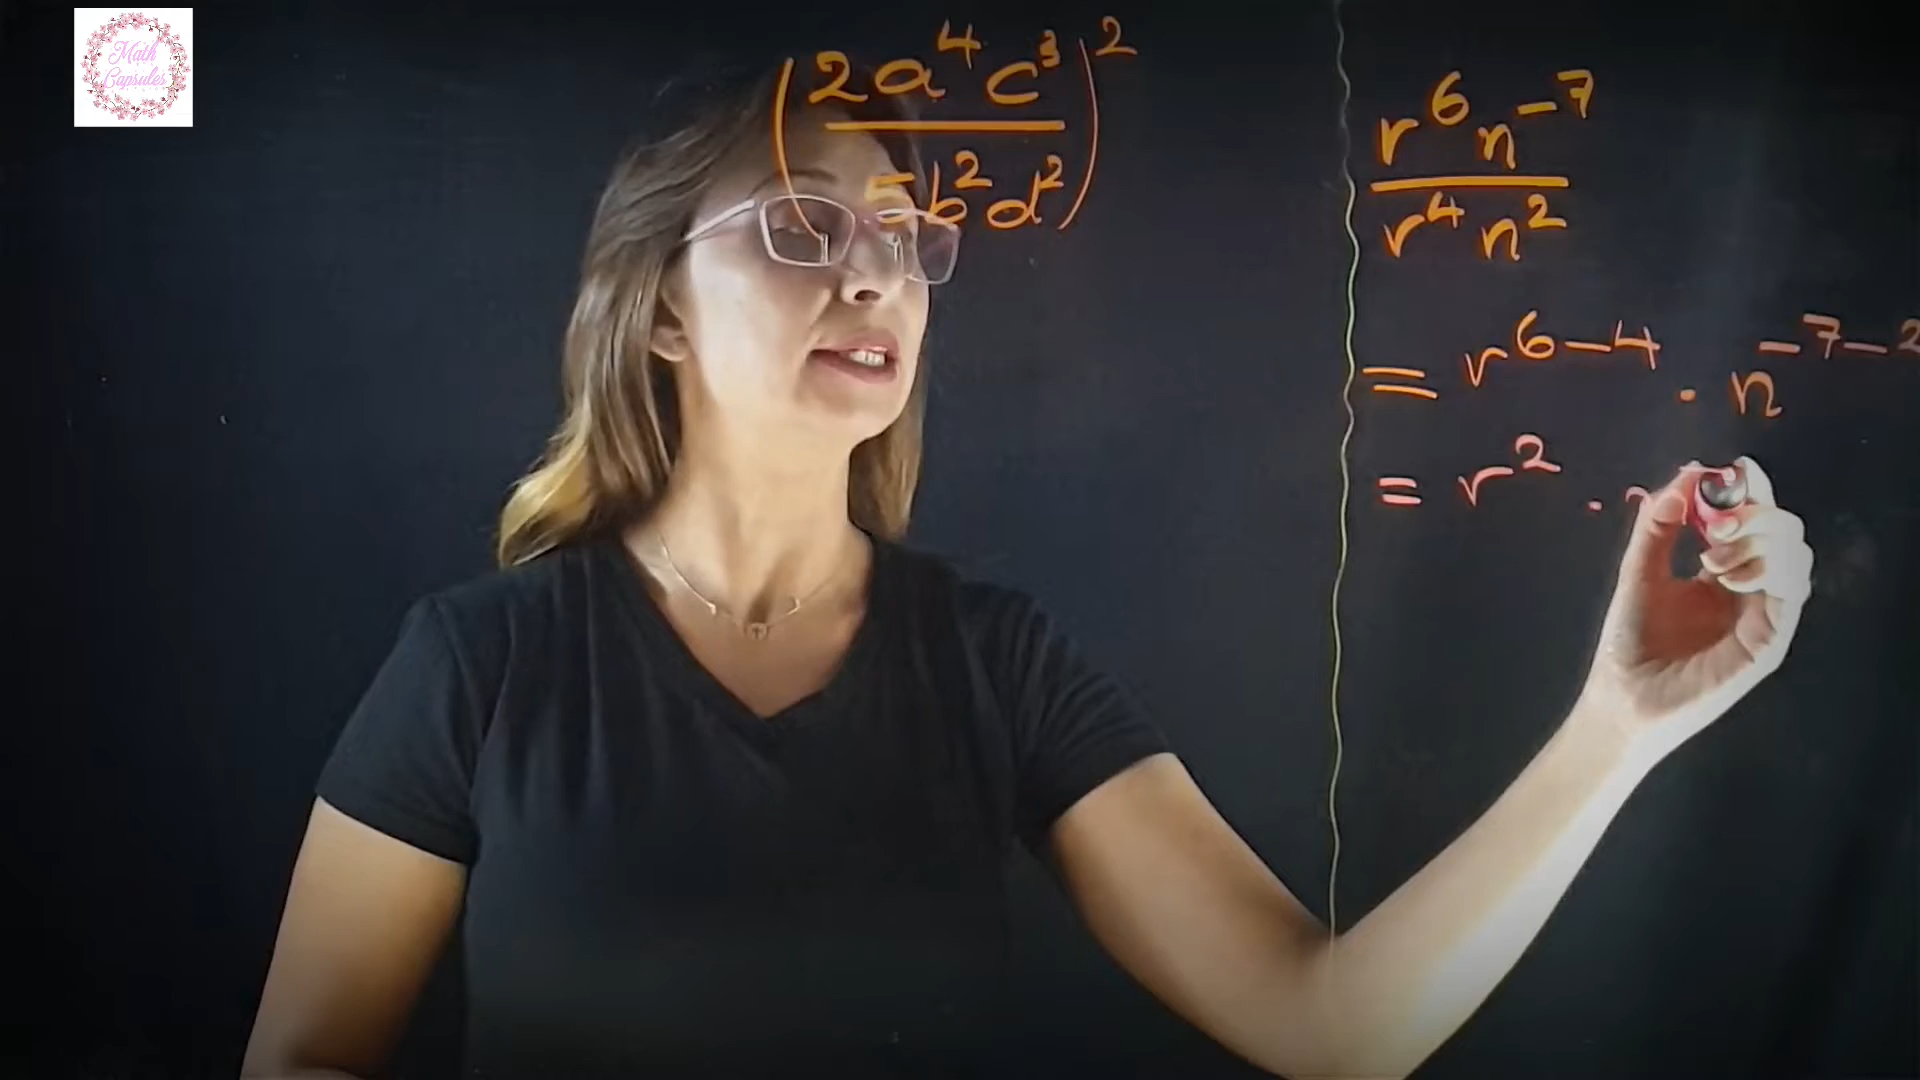 Math
Capsules
(2a⁴c³ / 5b²d²)²
r⁶n⁻⁷
r⁴n²
= r⁶⁻⁴ · n⁻⁷⁻²
= r² ·